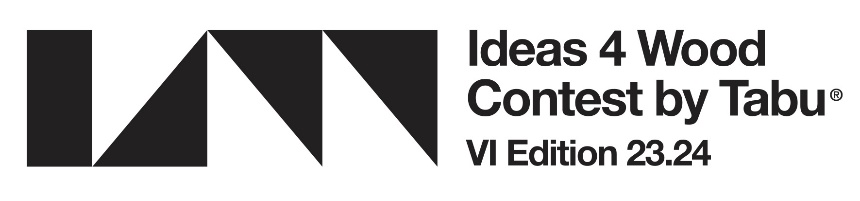 Ideas 4 Wood
Contest by Tabu®
VI Edition 23.24